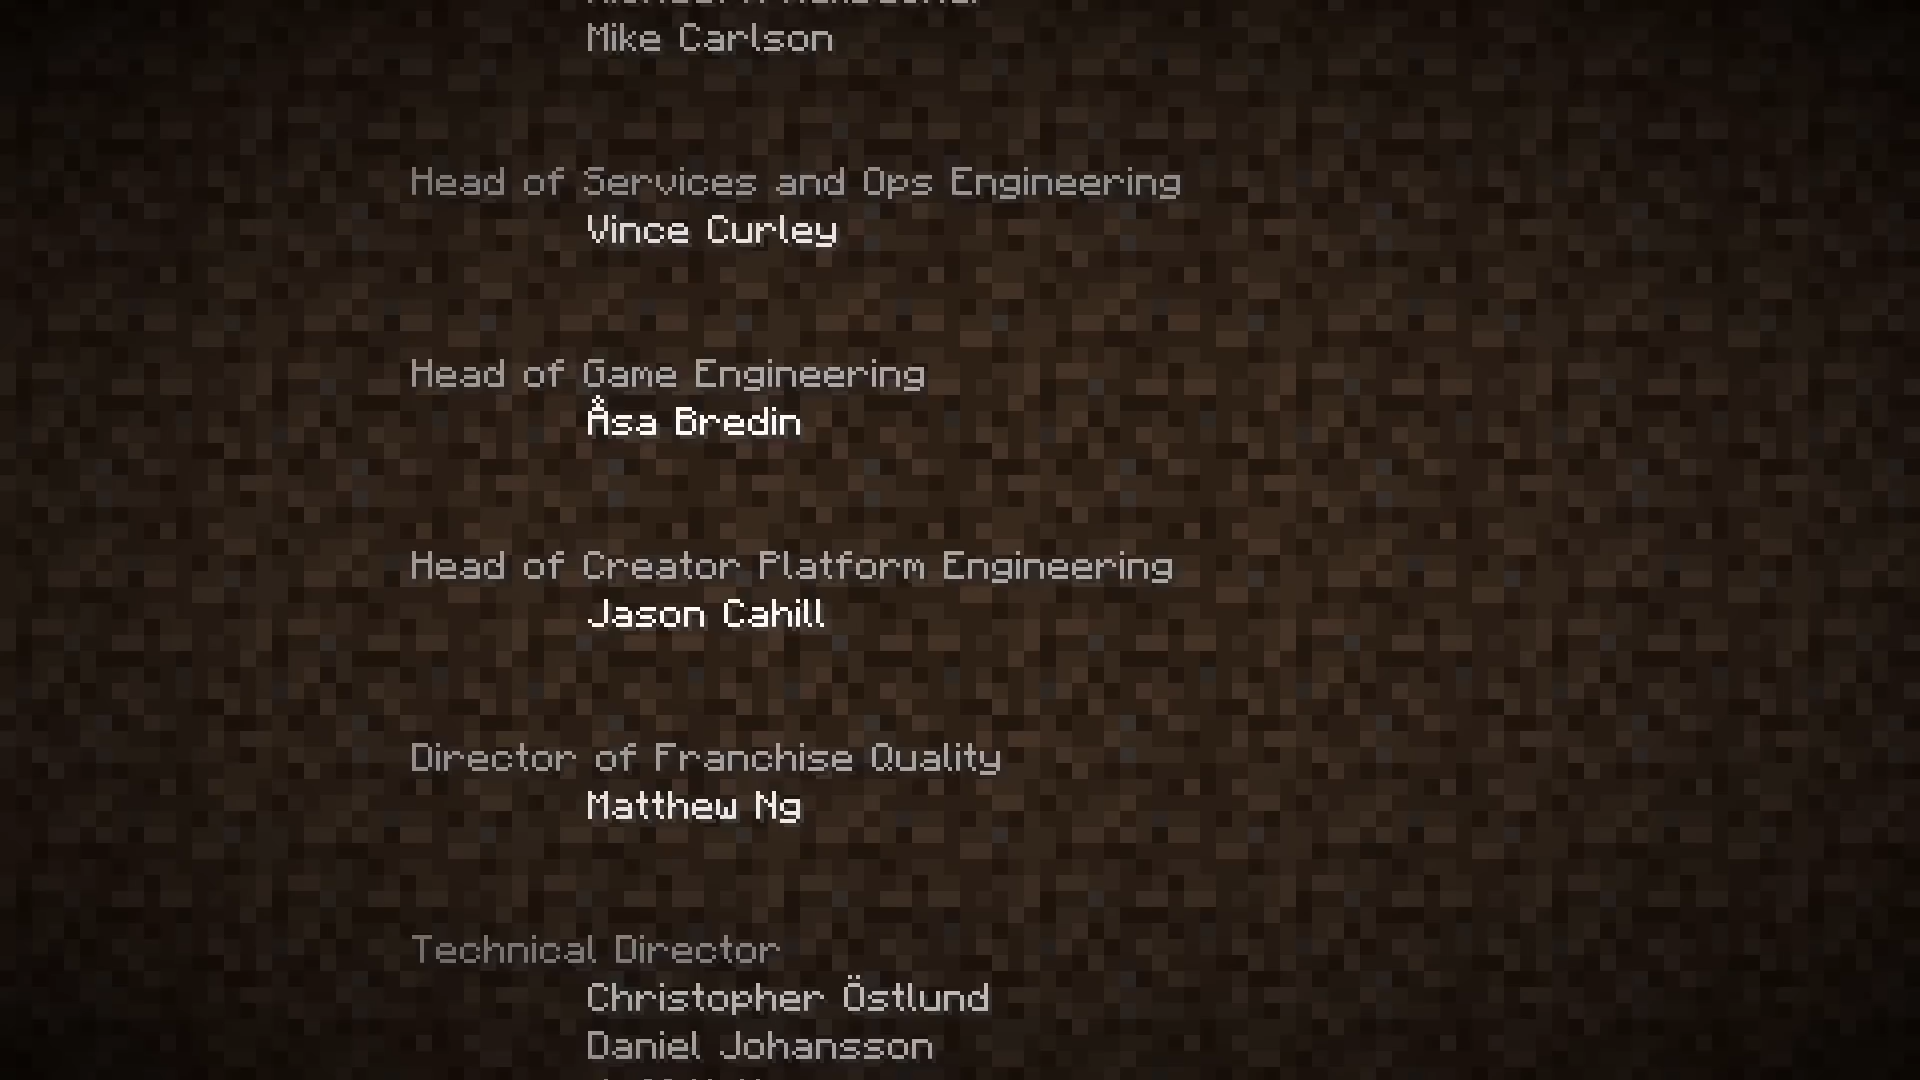 Mike Carlson
Head of Services and Ops Engineering
Vince Curley
Head of Game Engineering
Åsa Bredin
Head of Creator Platform Engineering
Jason Cahill
Director of Franchise Quality
Matthew Ng
Technical Director
Christopher Östlund
Daniel Johansson